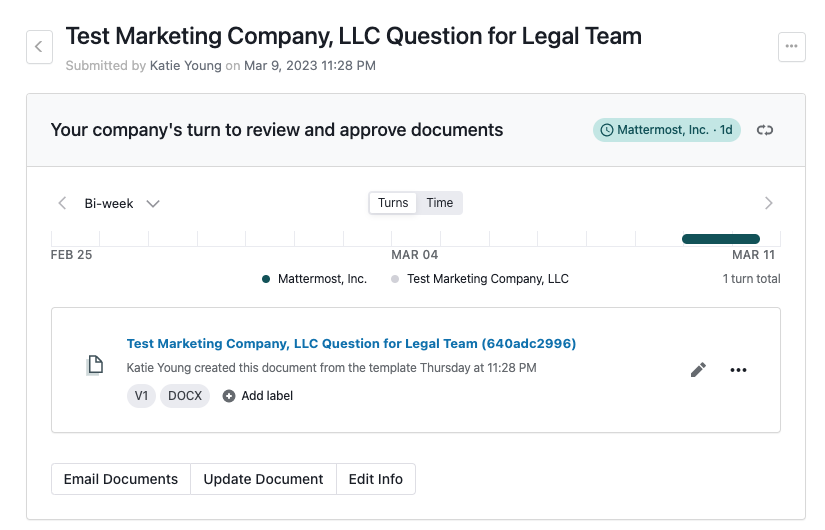 Test Marketing Company, LLC Question for Legal Team
Submitted by Katie Young on Mar 9, 2023 11:28 PM
Your company's turn to review and approve documents
Mattermost, Inc. · 1d
Bi-week
Turns Time
FEB 25 MAR 04 MAR 11
Mattermost, Inc. Test Marketing Company, LLC 1 turn total
Test Marketing Company, LLC Question for Legal Team (640adc2996)
Katie Young created this document from the template Thursday at 11:28 PM
V1 DOCX Add label
Email Documents Update Document Edit Info